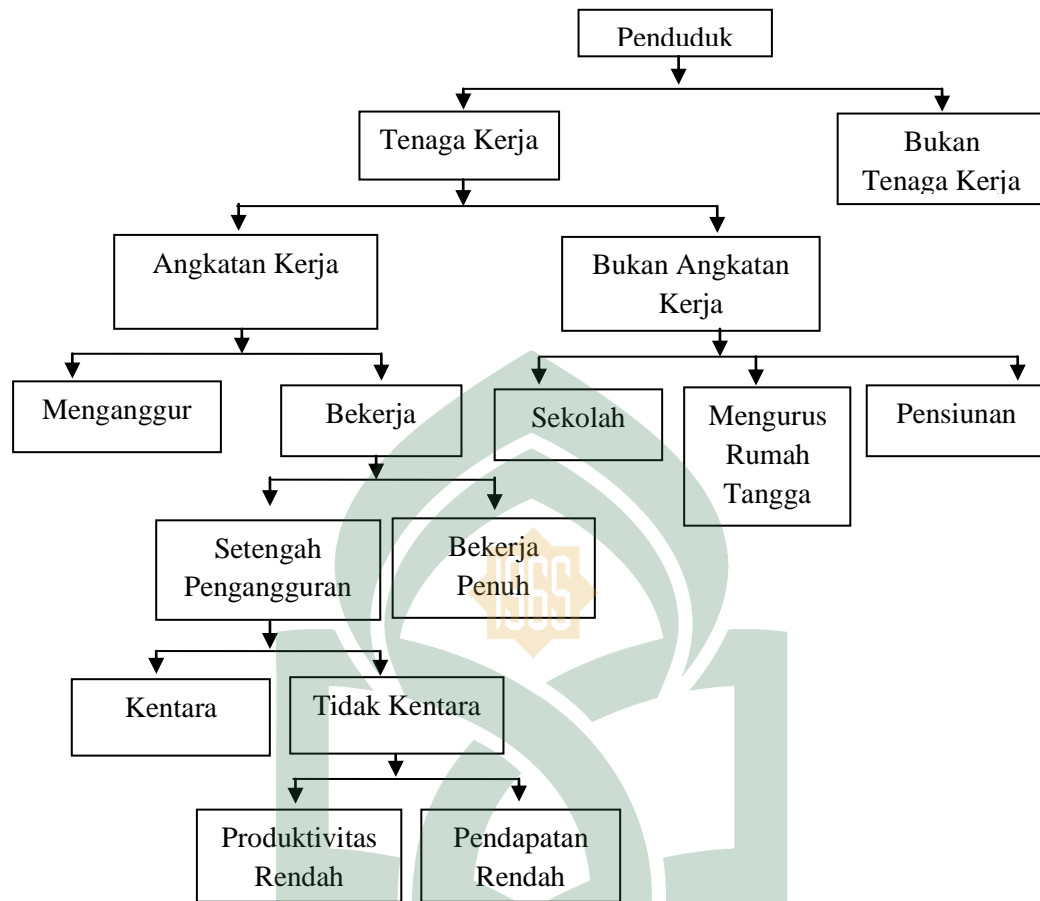 Penduduk
Tenaga Kerja
Bukan
Tenaga Kerja
Angkatan Kerja
Bukan Angkatan
Kerja
Menganggur
Bekerja
Sekolah
Mengurus
Rumah
Tangga
Pensiunan
Setengah
Pengangguran
Bekerja
Penuh
1965
Kentara
Tidak Kentara
Produktivitas
Rendah
Pendapatan
Rendah